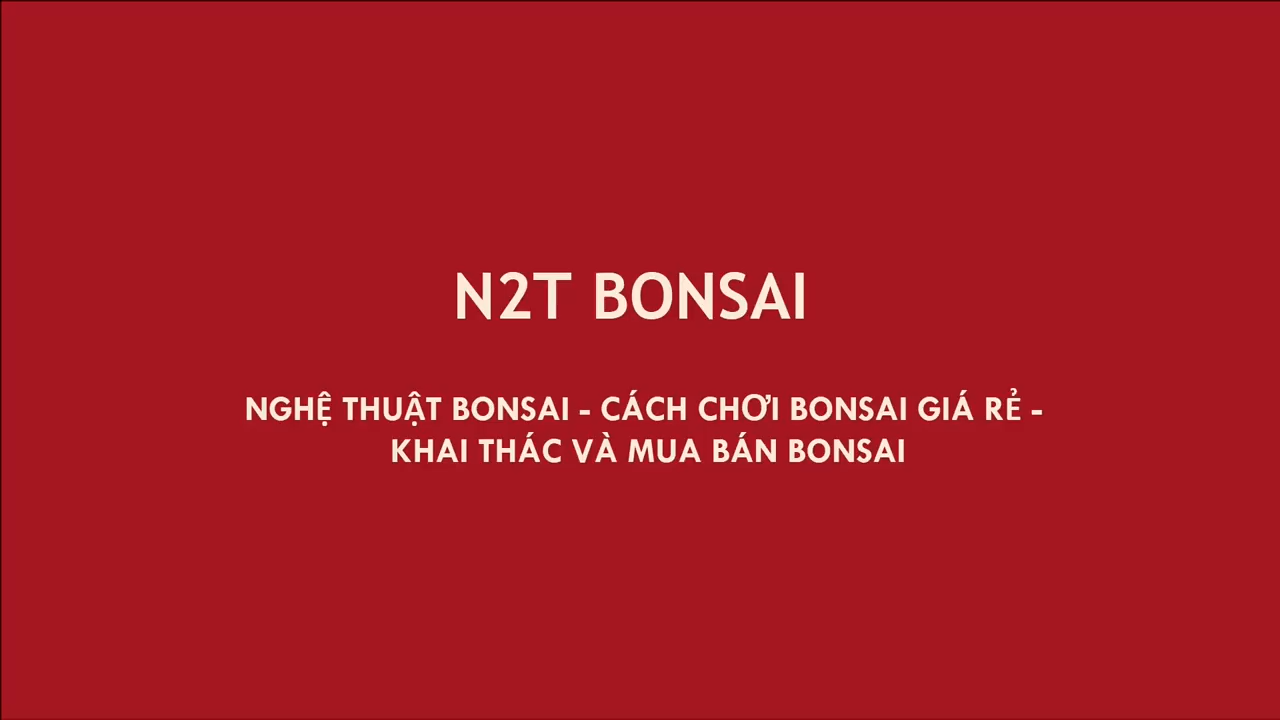 N2T BONSAI
NGHỆ THUẬT BONSAI - CÁCH CHƠI BONSAI GIÁ RẺ -
KHAI THÁC VÀ MUA BÁN BONSAI